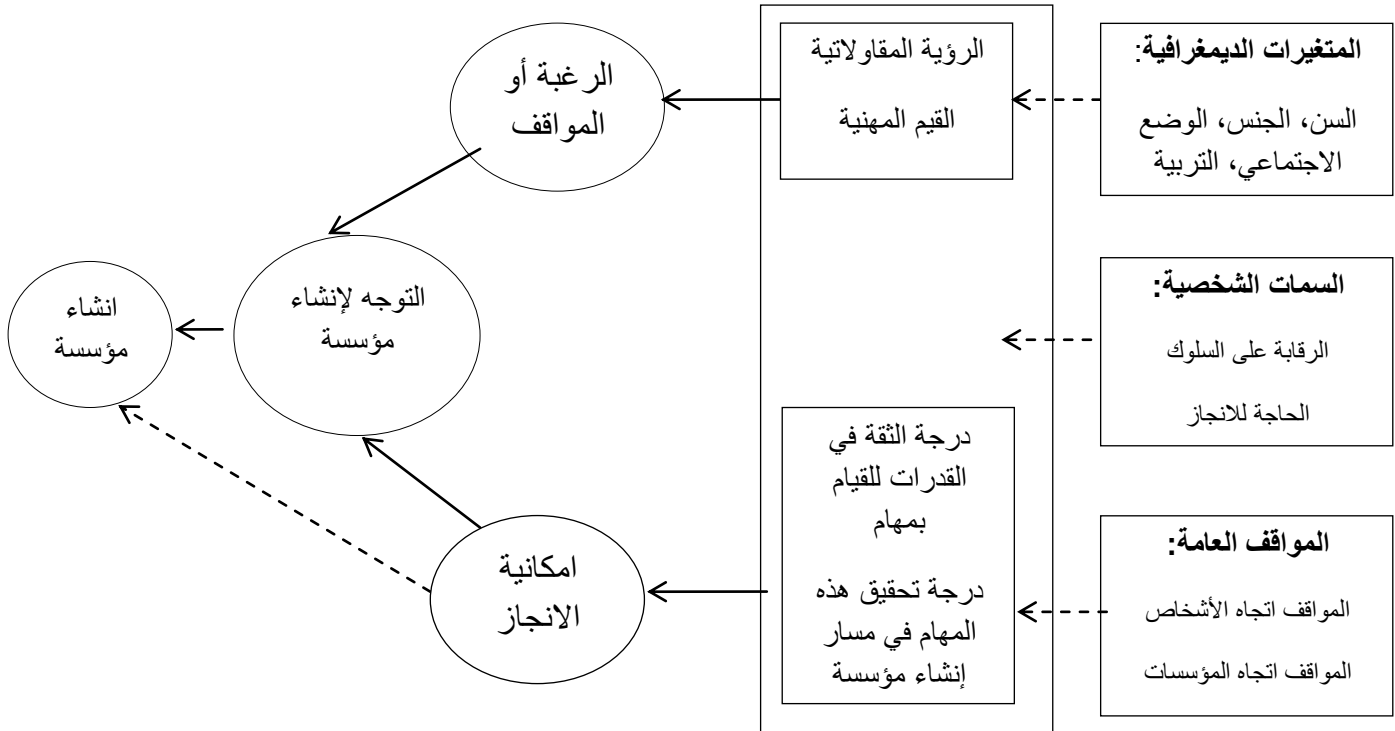 المتغيرات الديمغرافية:
السن، الجنس، الوضع
الاجتماعي، التربية
السمات الشخصية:
الرقابة على السلوك
الحاجة للانجاز
المواقف العامة:
المواقف اتجاه الأشخاص
المواقف اتجاه المؤسسات
الرؤية المقاولاتية
القيم المهنية
درجة الثقة في
القدرات للقيام
بمهام
درجة تحقيق هذه
المهام في مسار
إنشاء مؤسسة
الرغبة أو
المواقف
التوجه لإنشاء
مؤسسة
امكانية
الانجاز
انشاء
مؤسسة